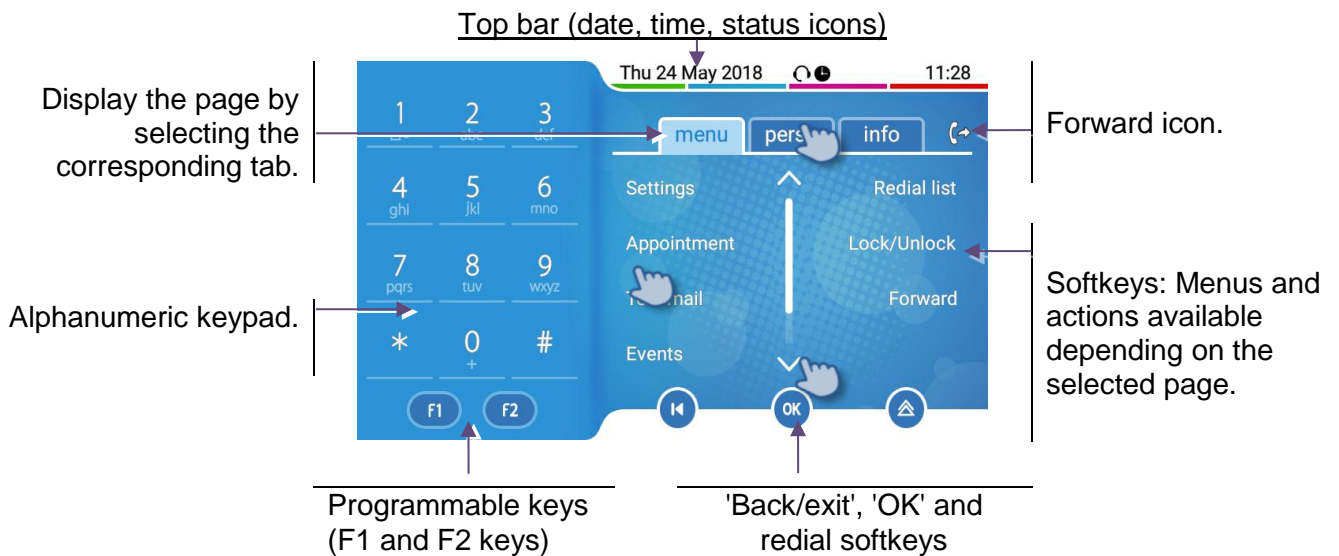 Top bar (date, time, status icons)
Thu 24 May 2018
11:28
Display the page by
selecting the
corresponding tab.
menu
pers
info
Forward icon.
1
2
abc
3
def
4
ghi
5
jkl
6
mno
7
pqrs
8
tuv
9
wxyz
*
0
+
#
F1
F2
Alphanumeric keypad.
Settings
Redial list
Appointment
Lock/Unlock
Forward
Events
OK
Softkeys: Menus and
actions available
depending on the
selected page.
Programmable keys
(F1 and F2 keys)
'Back/exit', 'OK' and
redial softkeys